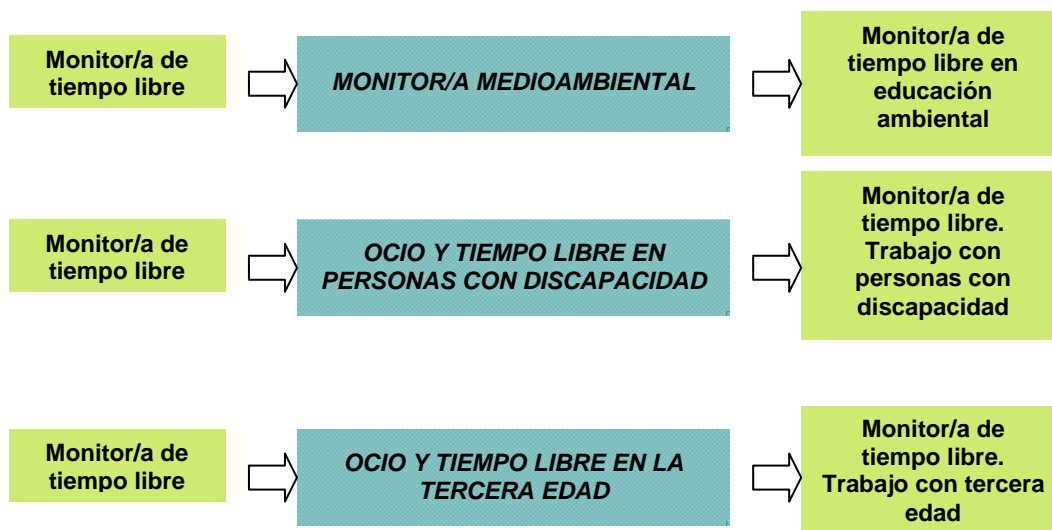 Monitor/a de
tiempo libre
MONITOR/A MEDIOAMBIENTAL
Monitor/a de
tiempo libre en
educación
ambiental
Monitor/a de
tiempo libre
OCIO Y TIEMPO LIBRE EN
PERSONAS CON DISCAPACIDAD
Monitor/a de
tiempo libre.
Trabajo con
personas con
discapacidad
Monitor/a de
tiempo libre
OCIO Y TIEMPO LIBRE EN LA
TERCERA EDAD
Monitor/a de
tiempo libre.
Trabajo con tercera
edad